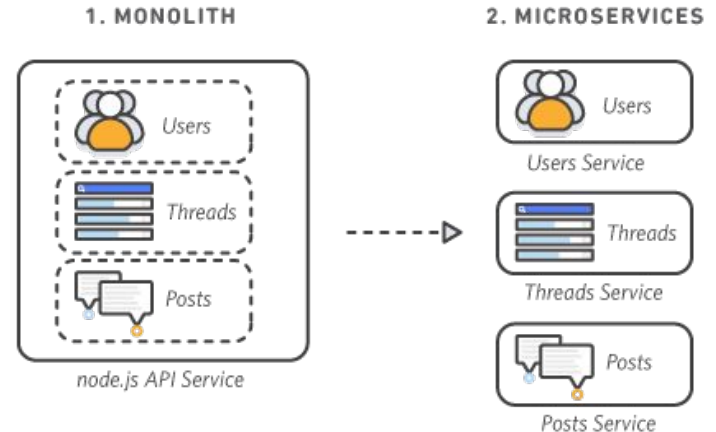 1. MONOLITH
Users
Threads
Posts
node.js API Service
2. MICROSERVICES
Users
Users Service
Threads
Threads Service
Posts
Posts Service